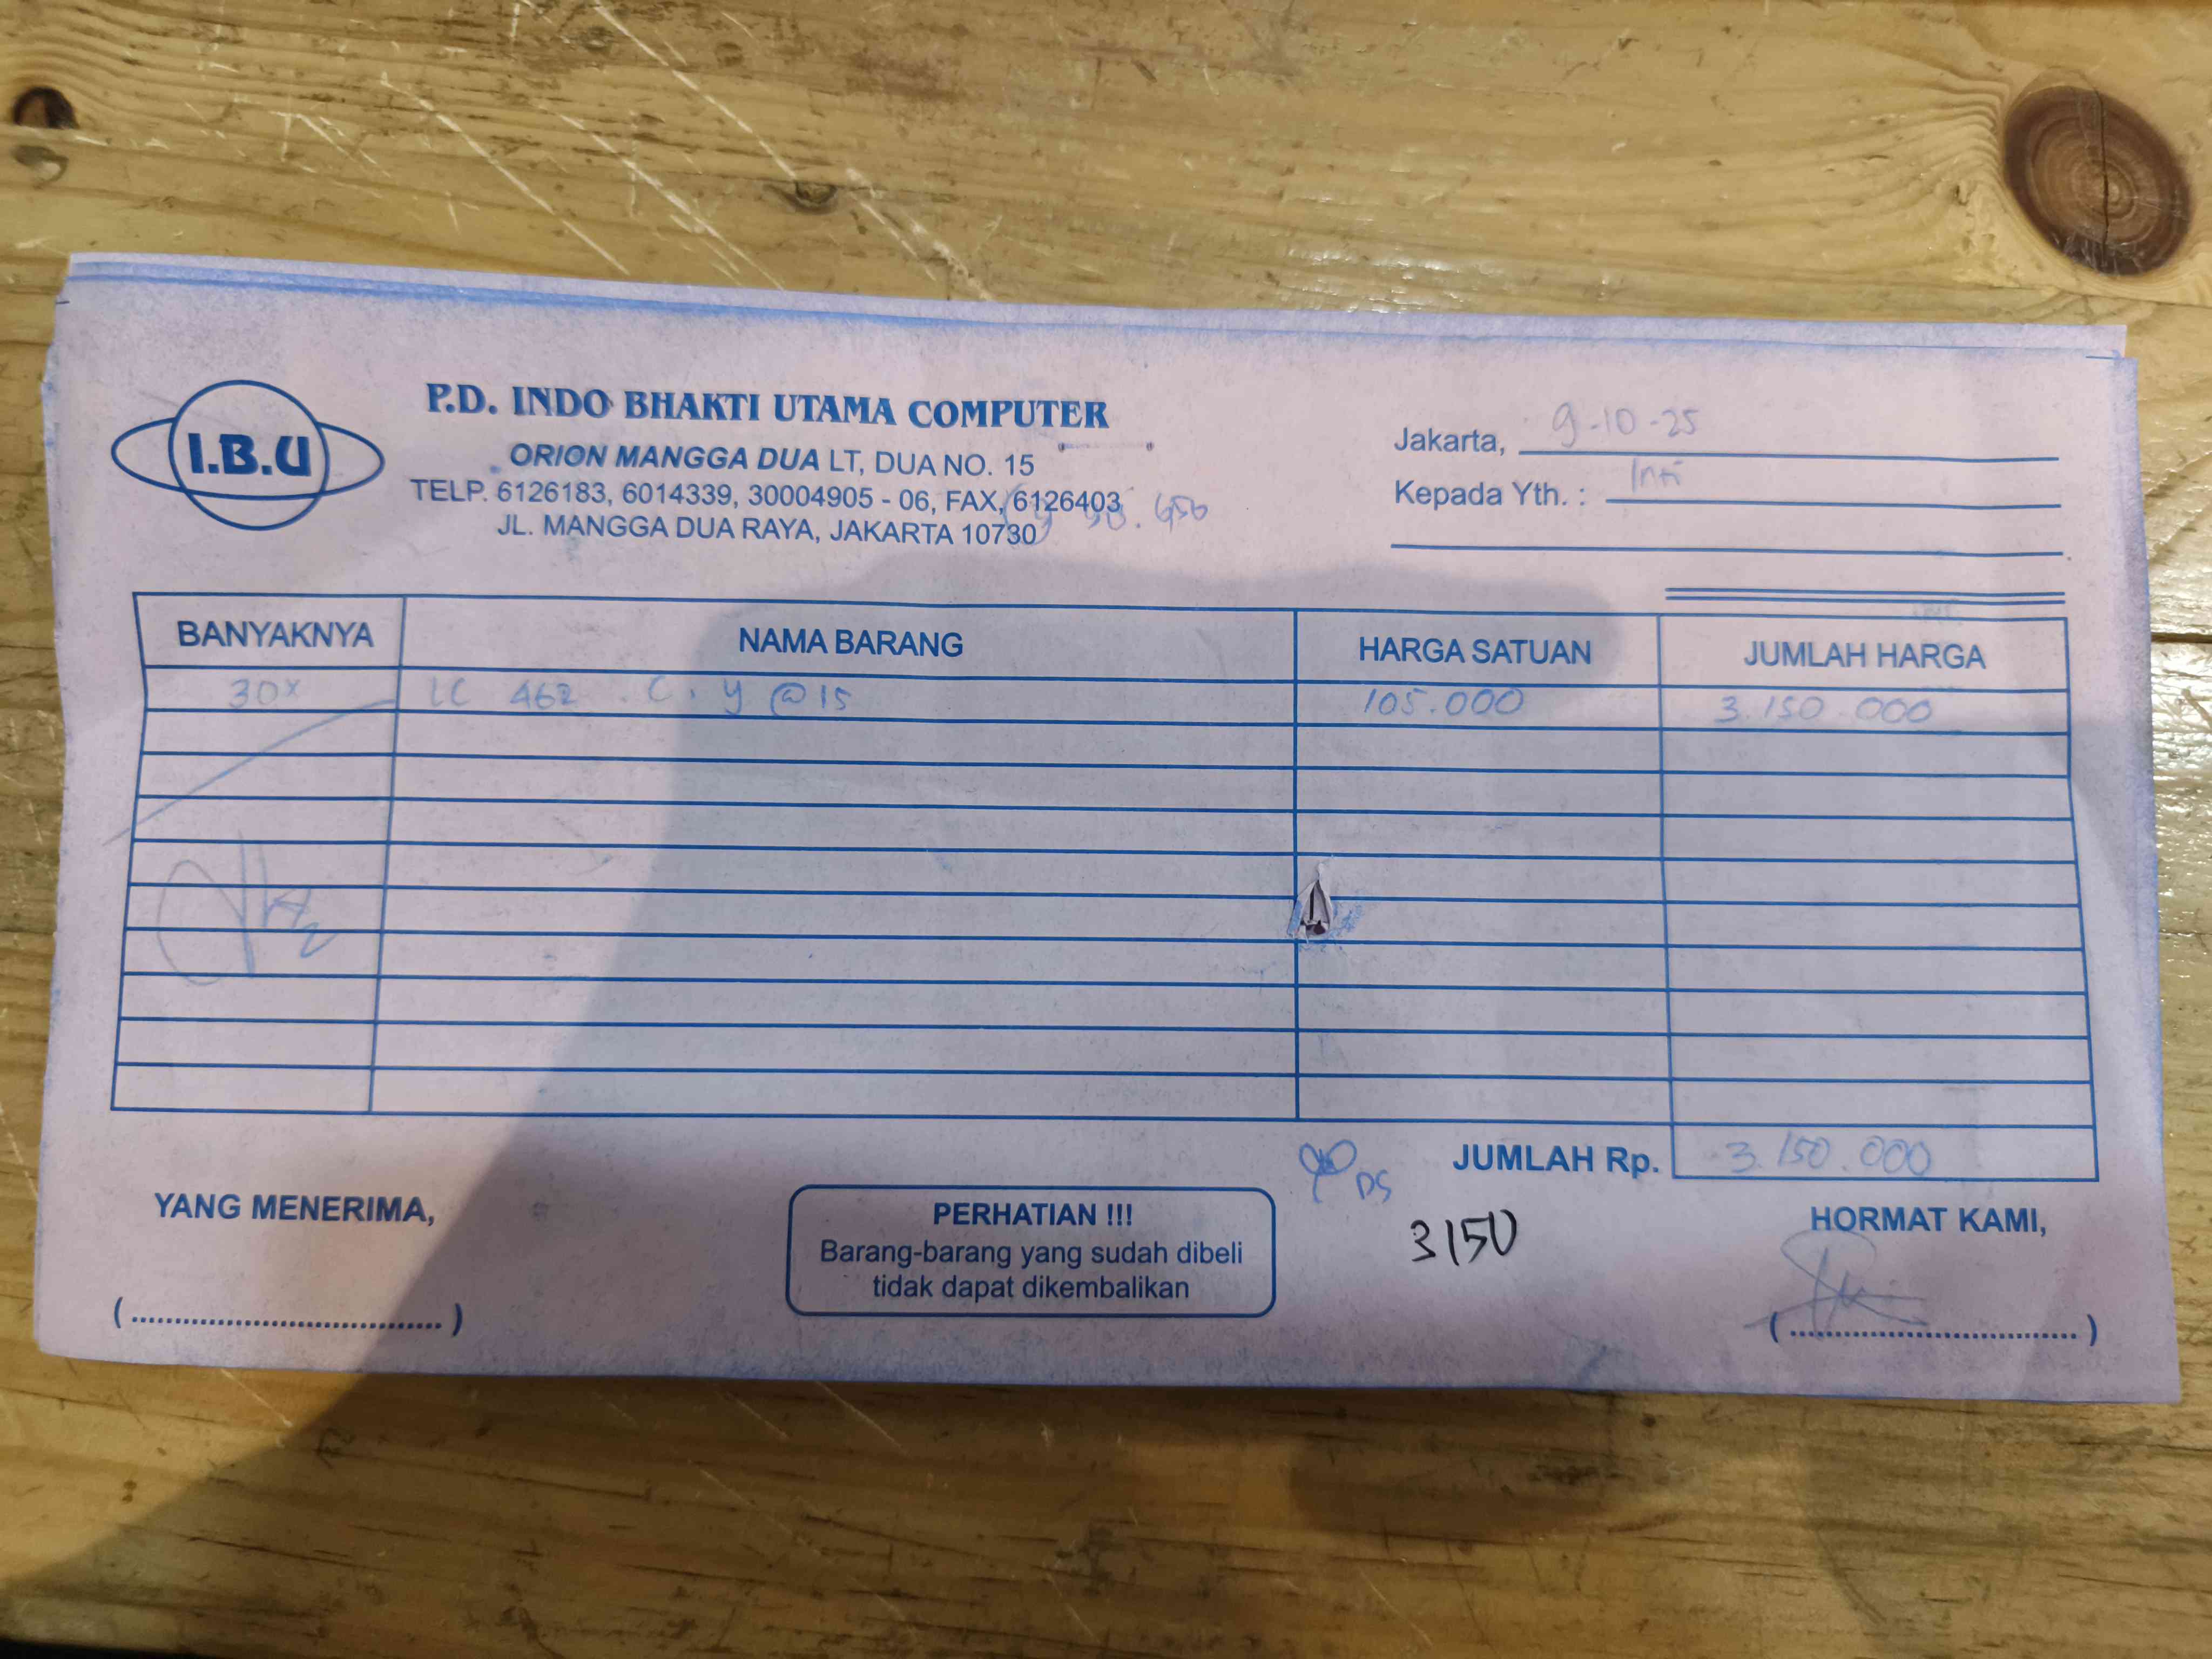 I.B.U
P.D. INDO BHAKTI UTAMA COMPUTER
ORION MANGGA DUA LT, DUA NO. 15
TELP. 6126183, 6014339, 30004905 - 06, FAX, 6126403
JL. MANGGA DUA RAYA, JAKARTA 10730
Jakarta, 9-10-25
Kepada Yth. : Inti
BANYAKNYA NAMA BARANG HARGA SATUAN JUMLAH HARGA
30x LC 462 . C . y @ 15 105.000 3.150.000
JUMLAH Rp. 3.150.000
DS
3150
YANG MENERIMA,
PERHATIAN !!!
Barang-barang yang sudah dibeli
tidak dapat dikembalikan
HORMAT KAMI,